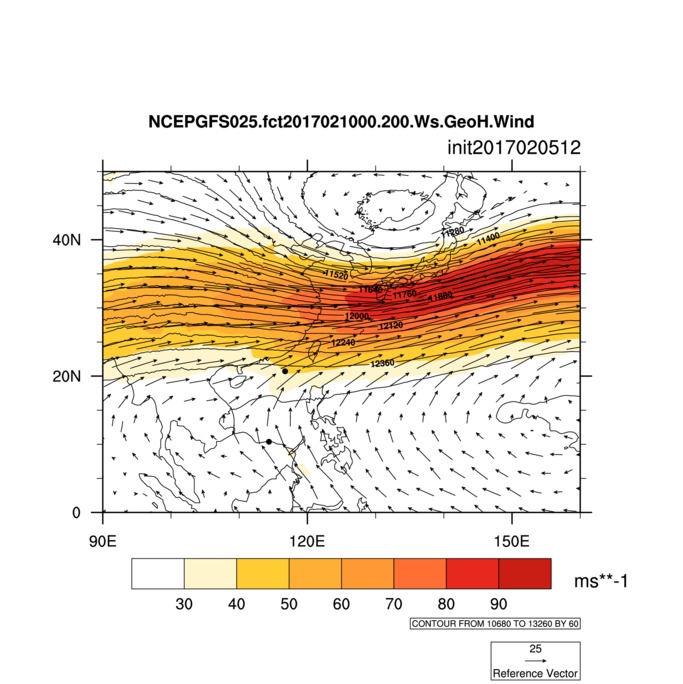 NCEPGFS025.fct2017021000.200.Ws.GeoH.Wind
init2017020512
40N
20N
0
90E 120E 150E
11280
11400
11520
11640
11760
11880
12000
12120
12240
12360
30 40 50 60 70 80 90
ms**-1
CONTOUR FROM 10680 TO 13260 BY 60
25
Reference Vector